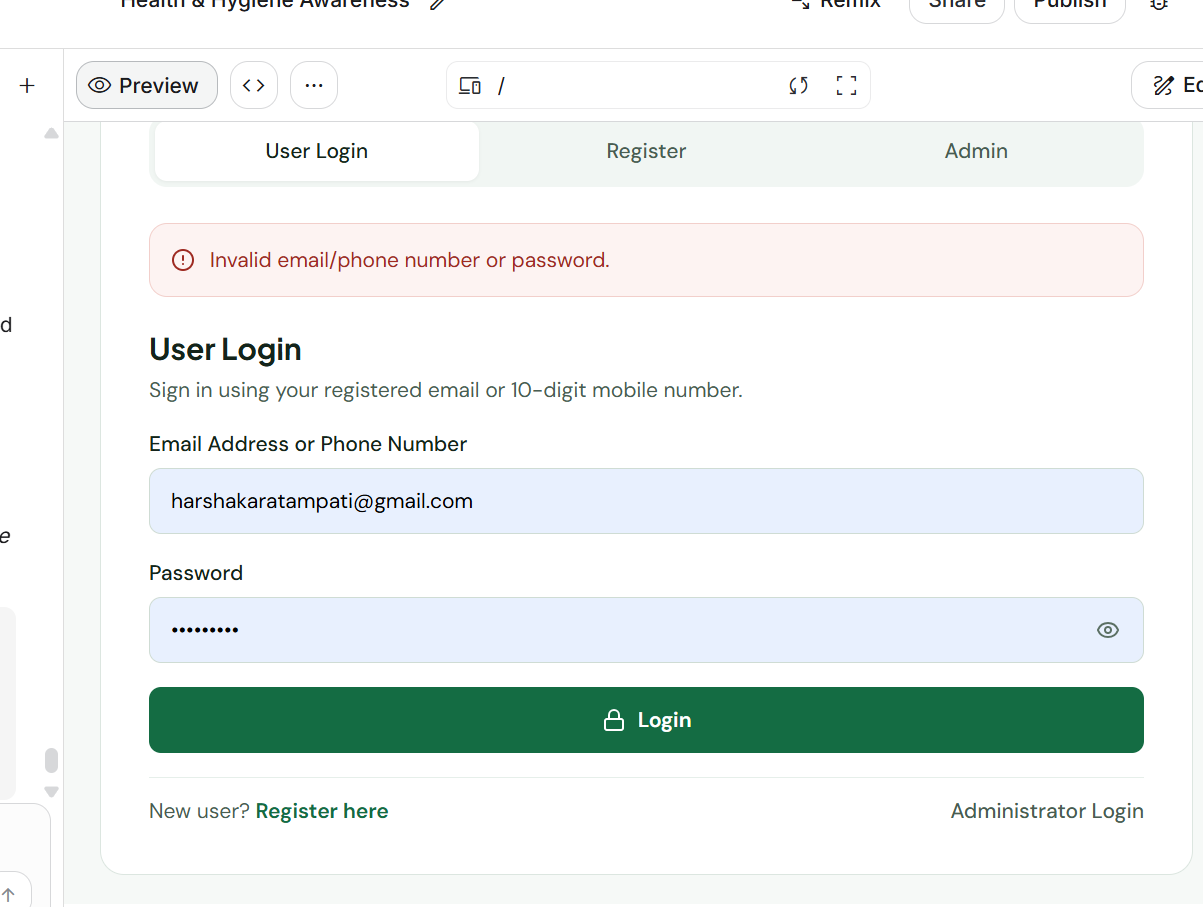 Health & Hygiene Awareness Remix Share Publish
Preview / Ed
User Login Register Admin
Invalid email/phone number or password.
d
User Login
Sign in using your registered email or 10-digit mobile number.
Email Address or Phone Number
harshakaratampati@gmail.com
e
Password
•••••••••
Login
New user? Register here Administrator Login